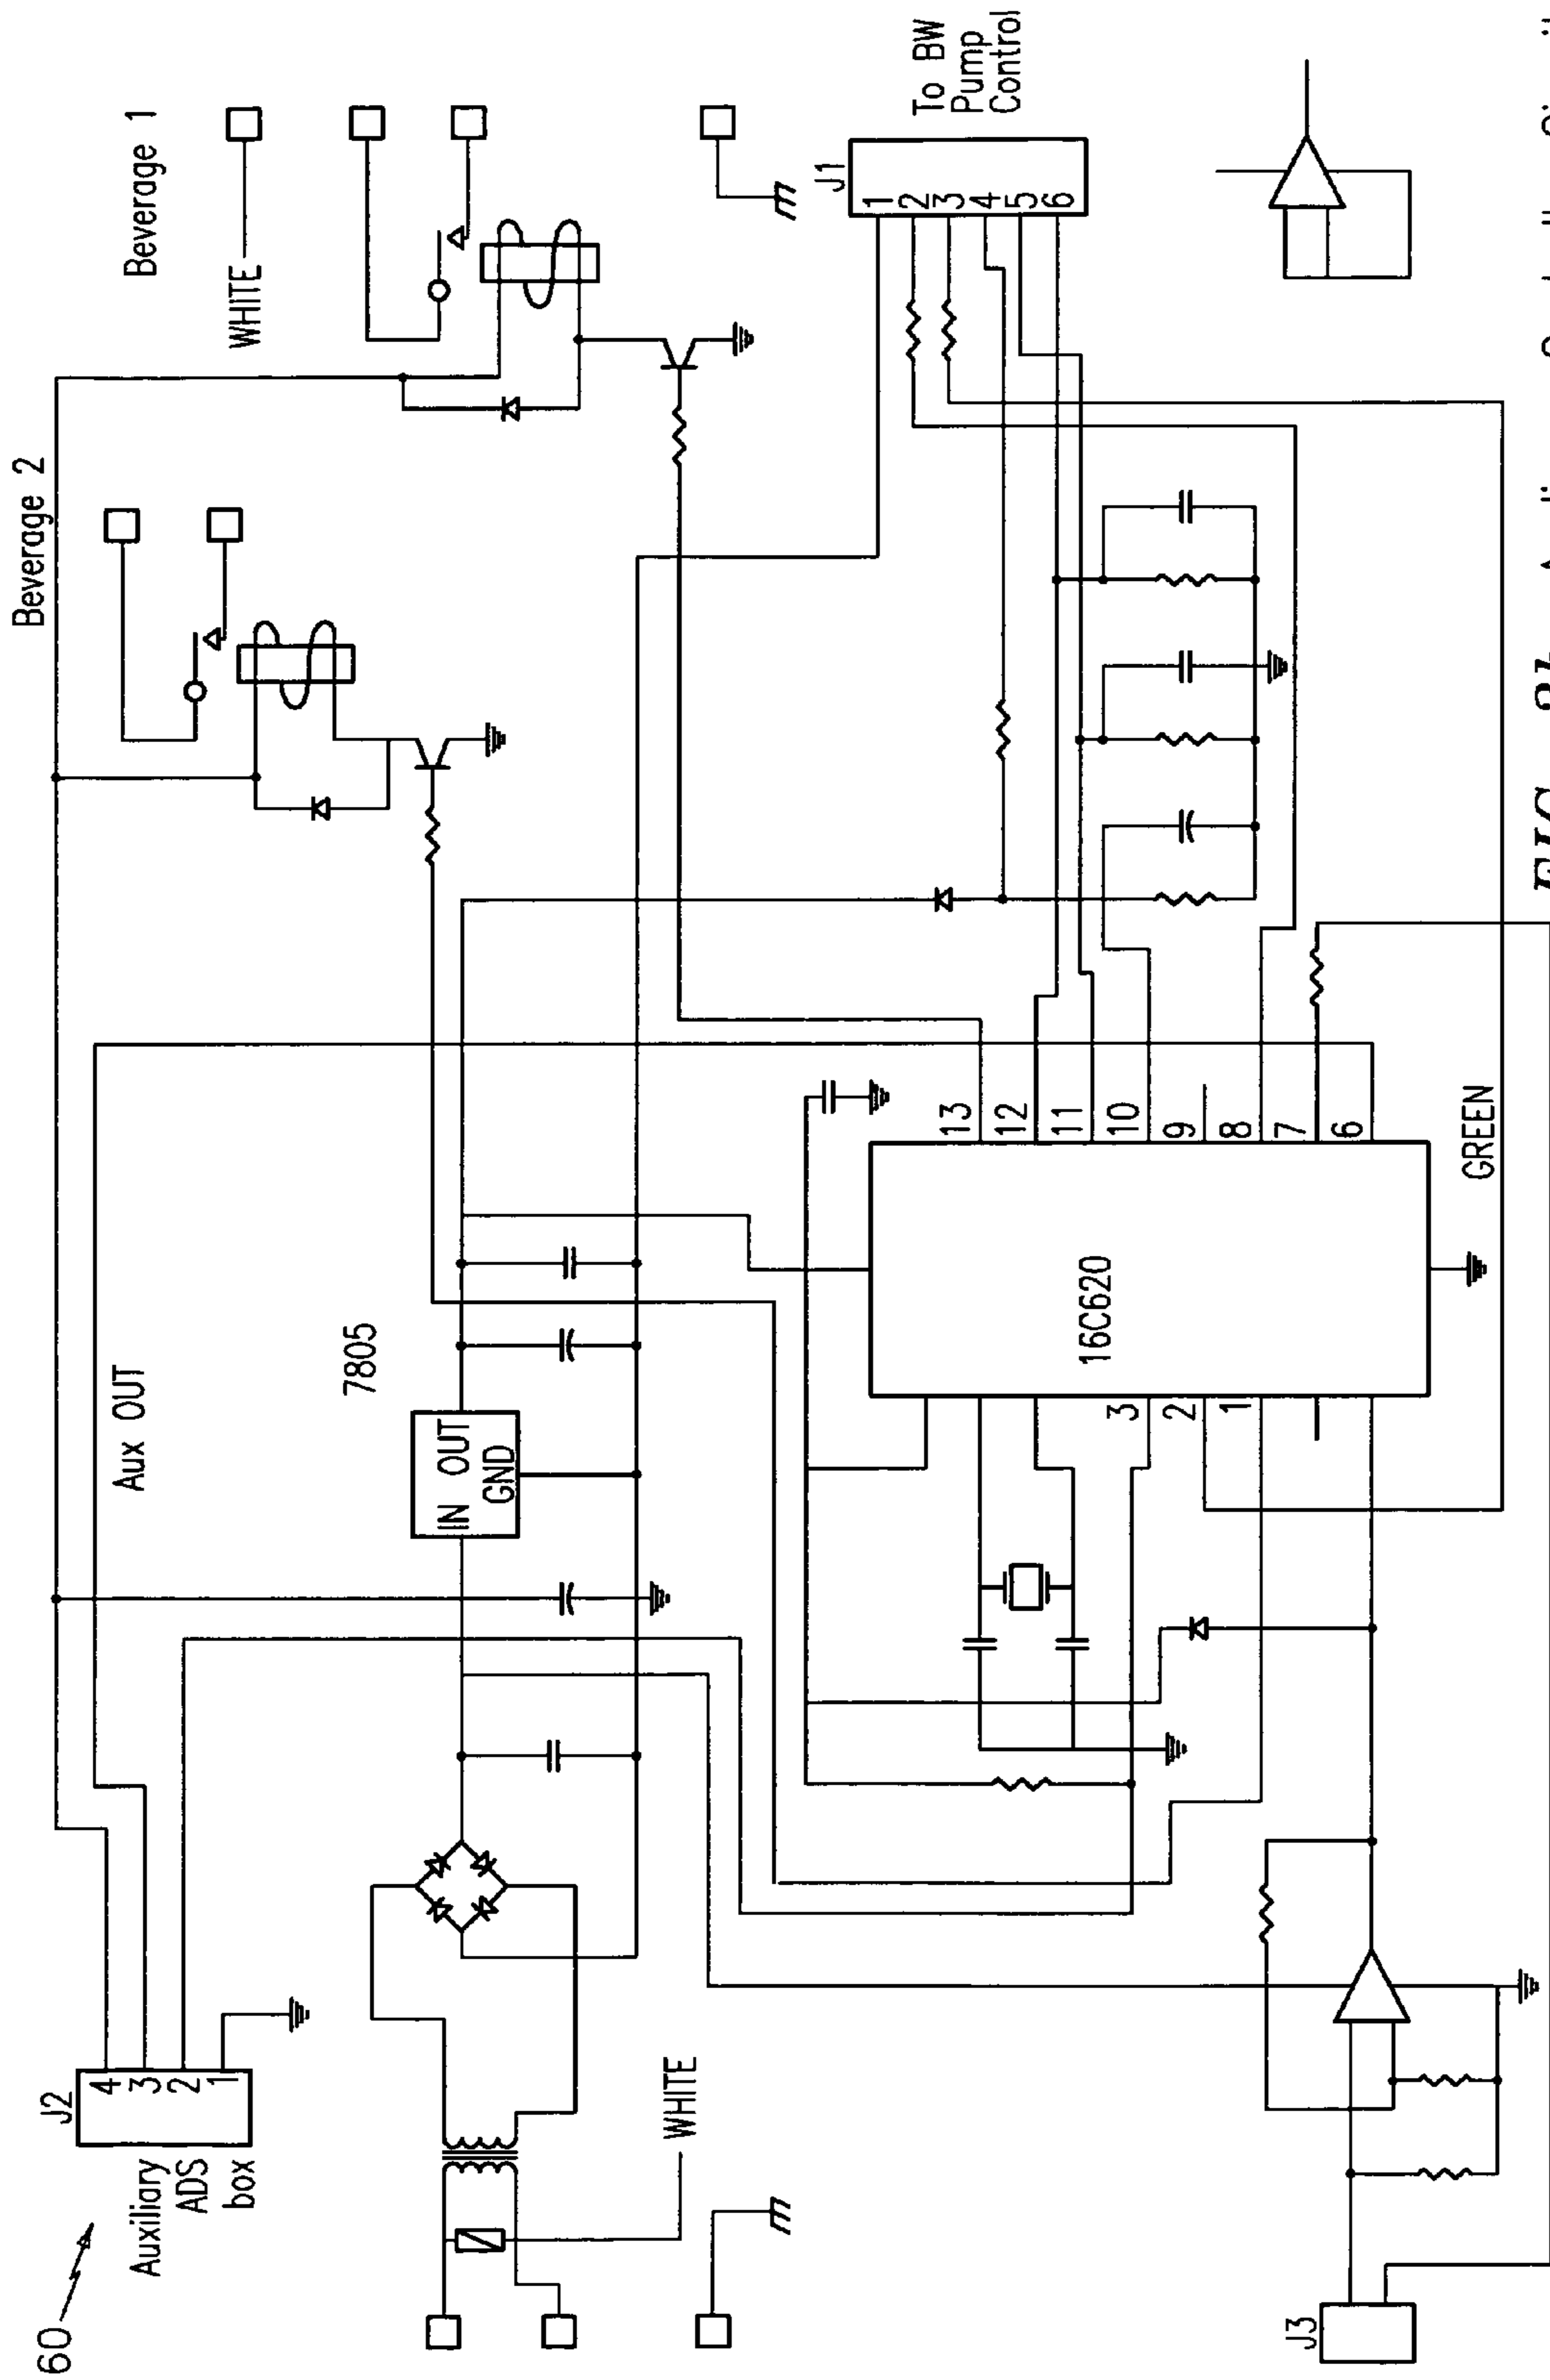 60
J2
Auxiliary
ADS
box
4
3
2
1
Aux OUT
Beverage 2
Beverage 1
WHITE
7805
IN OUT
GND
WHITE
16C620
13
12
11
10
9
8
7
6
3
2
1
GREEN
J1
1
2
3
4
5
6
To BW
Pump
Control
J3